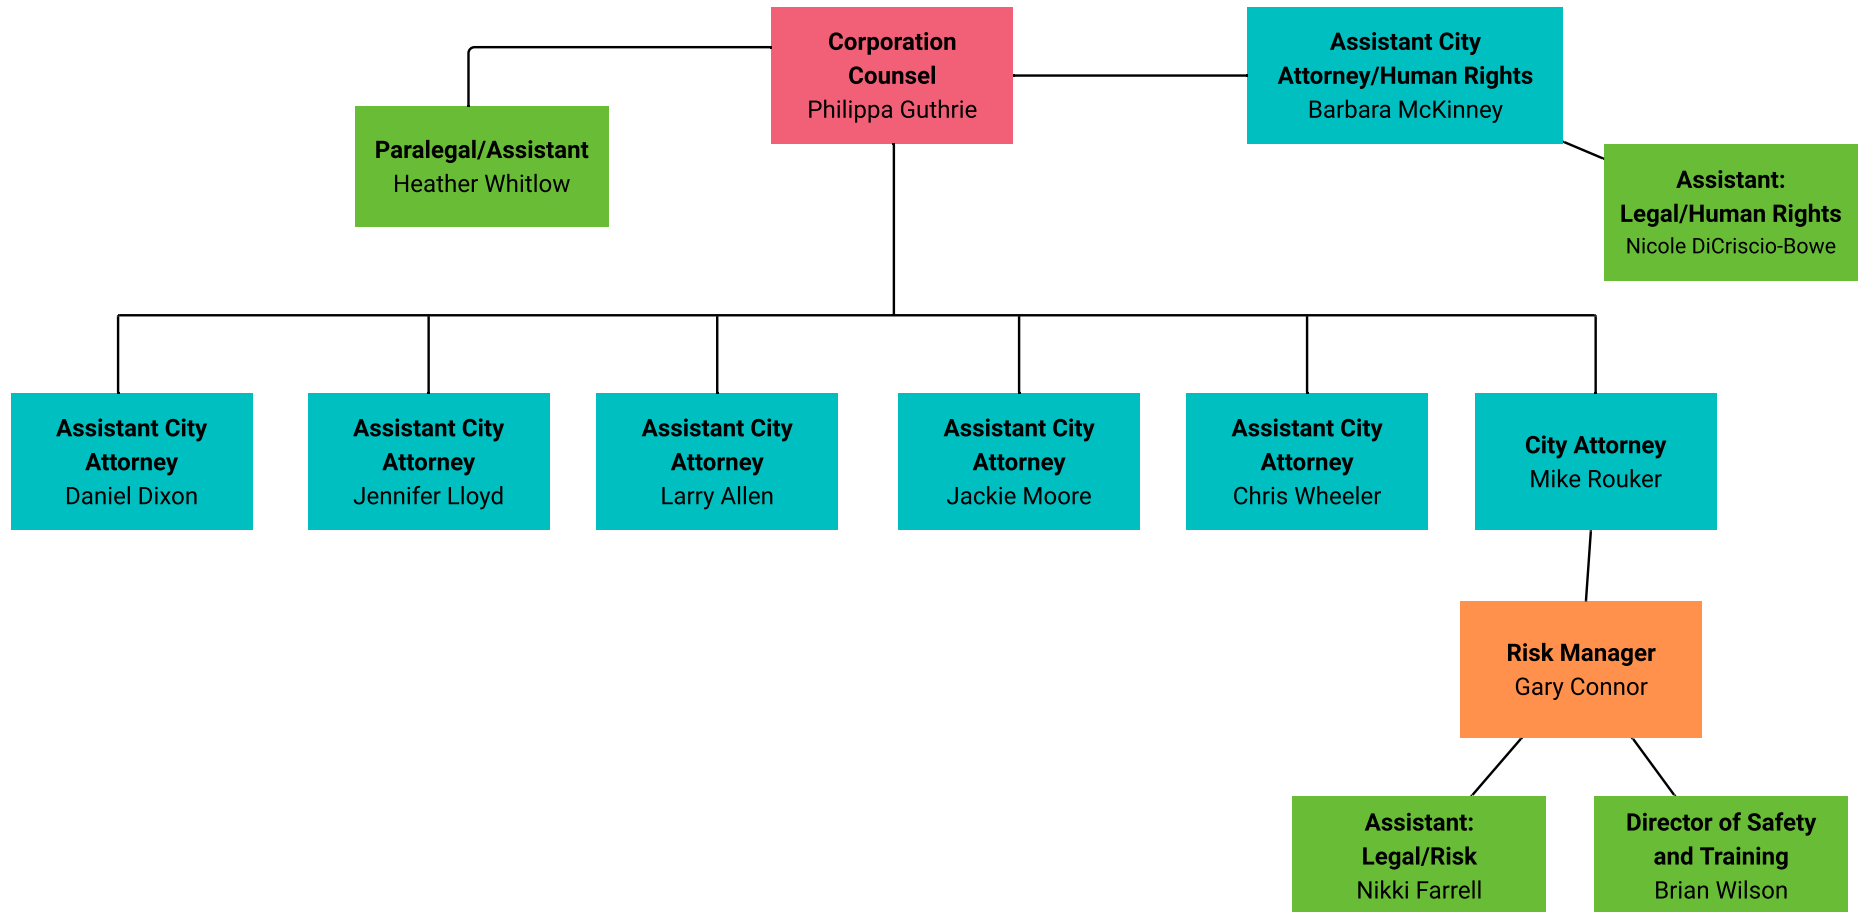 Corporation
Counsel
Philippa Guthrie
Assistant City
Attorney/Human Rights
Barbara McKinney
Paralegal/Assistant
Heather Whitlow
Assistant:
Legal/Human Rights
Nicole DiCriscio-Bowe
Assistant City
Attorney
Daniel Dixon
Assistant City
Attorney
Jennifer Lloyd
Assistant City
Attorney
Larry Allen
Assistant City
Attorney
Jackie Moore
Assistant City
Attorney
Chris Wheeler
City Attorney
Mike Rouker
Risk Manager
Gary Connor
Assistant:
Legal/Risk
Nikki Farrell
Director of Safety
and Training
Brian Wilson